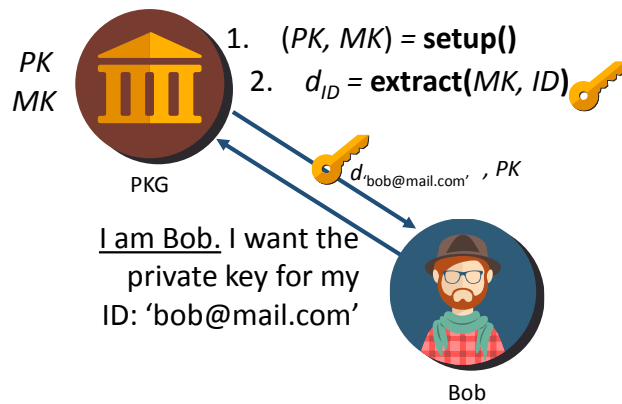 PK
MK
1. (PK, MK) = setup()
2. d_ID = extract(MK, ID)
PKG
d‘bob@mail.com’ , PK
I am Bob. I want the
private key for my
ID: ‘bob@mail.com’
Bob